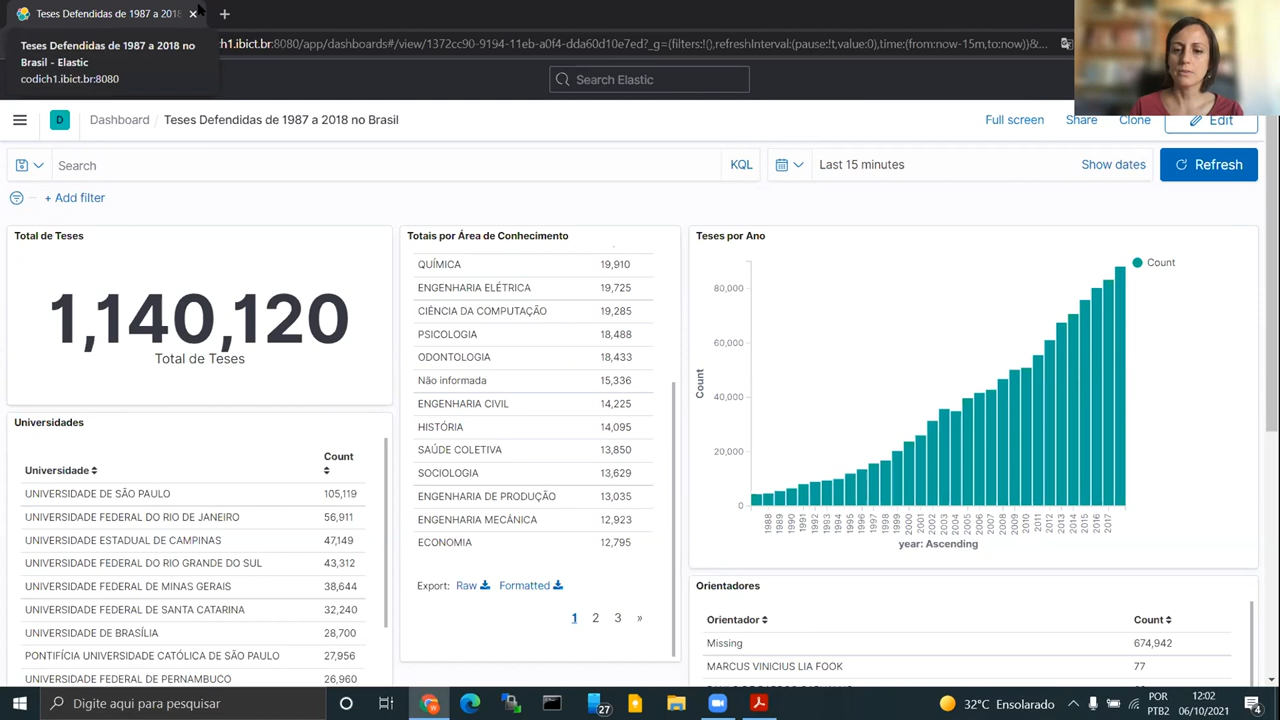 Teses Defendidas de 1987 a 2018
Teses Defendidas de 1987 a 2018 no
Brasil - Elastic
codich1.ibict.br:8080
ch1.ibict.br:8080/app/dashboards#/view/1372cc90-9194-11eb-a0f4-dda60d10e7ed?_g=(filters:!(),refreshInterval:(pause:!t,value:0),time:(from:now-15m,to:now))&...
Search Elastic
D
Dashboard
Teses Defendidas de 1987 a 2018 no Brasil
Full screen
Share
Clone
Edit
Search
KQL
Last 15 minutes
Show dates
Refresh
+ Add filter
Total de Teses
1,140,120
Total de Teses
Universidades
Universidade Count
UNIVERSIDADE DE SÃO PAULO 105,119
UNIVERSIDADE FEDERAL DO RIO DE JANEIRO 56,911
UNIVERSIDADE ESTADUAL DE CAMPINAS 47,149
UNIVERSIDADE FEDERAL DO RIO GRANDE DO SUL 43,312
UNIVERSIDADE FEDERAL DE MINAS GERAIS 38,644
UNIVERSIDADE FEDERAL DE SANTA CATARINA 32,240
UNIVERSIDADE DE BRASÍLIA 28,700
PONTIFÍCIA UNIVERSIDADE CATÓLICA DE SÃO PAULO 27,956
UNIVERSIDADE FEDERAL DE PERNAMBUCO 26,960
Totais por Área de Conhecimento
QUÍMICA 19,910
ENGENHARIA ELÉTRICA 19,725
CIÊNCIA DA COMPUTAÇÃO 19,285
PSICOLOGIA 18,488
ODONTOLOGIA 18,433
Não informada 15,336
ENGENHARIA CIVIL 14,225
HISTÓRIA 14,095
SAÚDE COLETIVA 13,850
SOCIOLOGIA 13,629
ENGENHARIA DE PRODUÇÃO 13,035
ENGENHARIA MECÂNICA 12,923
ECONOMIA 12,795
Export: Raw Formatted
1 2 3 »
Teses por Ano
Count
80,000
60,000
40,000
20,000
0
Count
1988 1989 1990 1991 1992 1993 1994 1995 1996 1997 1998 1999 2000 2001 2002 2003 2004 2005 2006 2007 2008 2009 2010 2011 2012 2013 2014 2015 2016 2017
year: Ascending
Orientadores
Orientador Count
Missing 674,942
MARCUS VINICIUS LIA FOOK 77
Digite aqui para pesquisar
27
32°C Ensolarado
POR
PTB2
12:02
06/10/2021
4